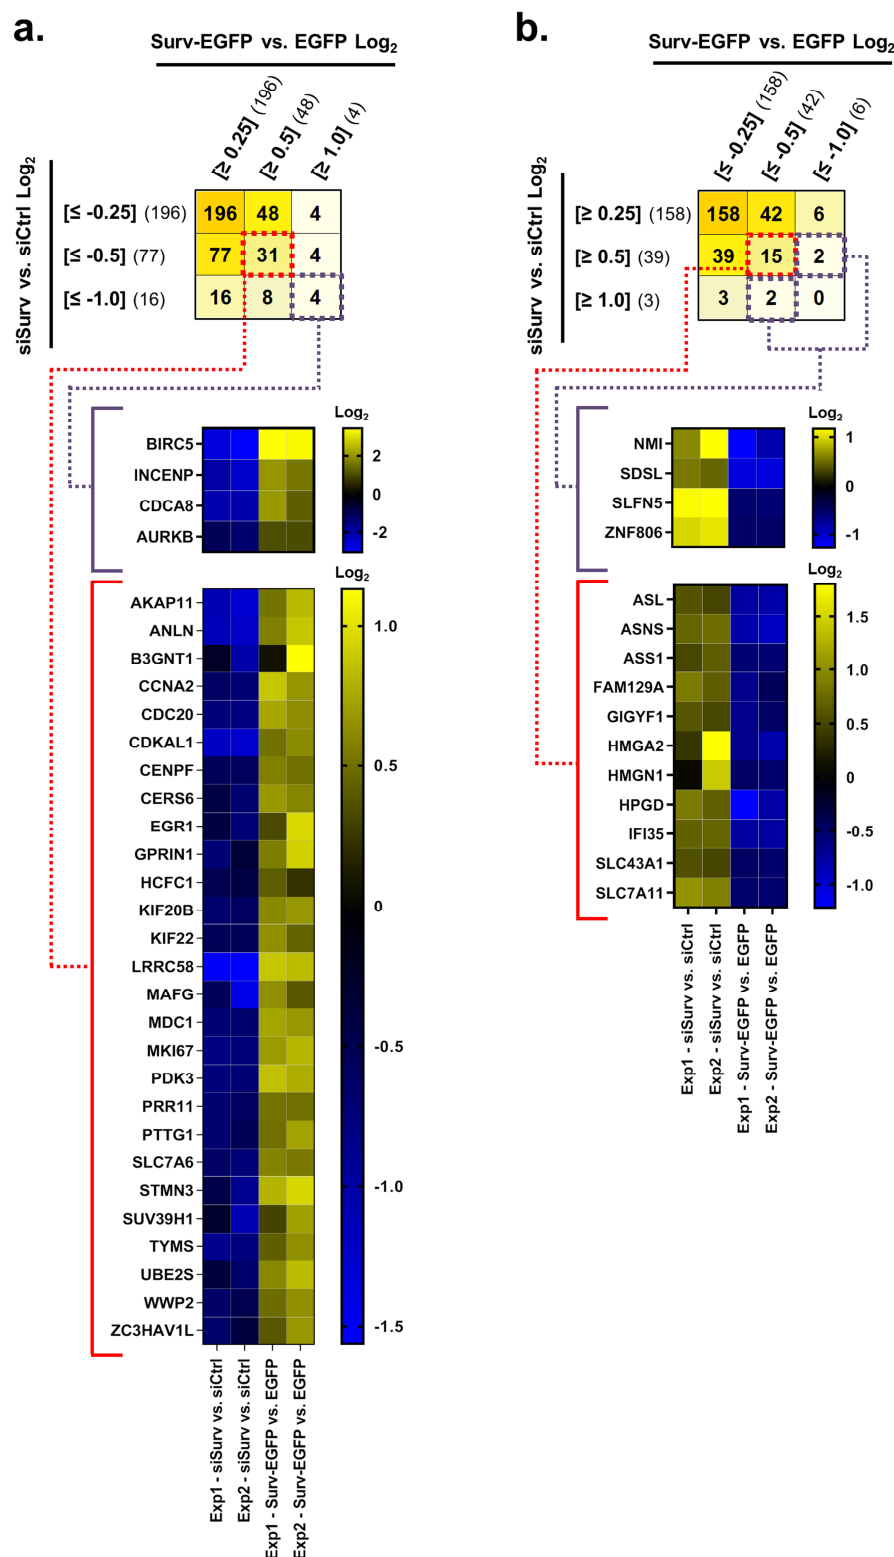 a.
Surv-EGFP vs. EGFP Log2
[≥ 0.25] (196)
[≥ 0.5] (48)
[≥ 1.0] (4)
siSurv vs. siCtrl Log2
[≤ -0.25] (196) 196 48 4
[≤ -0.5] (77) 77 31 4
[≤ -1.0] (16) 16 8 4
Log2
BIRC5
INCENP
CDCA8
AURKB
2
0
-2
Log2
AKAP11
ANLN
B3GNT1
CCNA2
CDC20
CDKAL1
CENPF
CERS6
EGR1
GPRIN1
HCFC1
KIF20B
KIF22
LRRC58
MAFG
MDC1
MKI67
PDK3
PRR11
PTTG1
SLC7A6
STMN3
SUV39H1
TYMS
UBE2S
WWP2
ZC3HAV1L
1.0
0.5
0
-0.5
-1.0
-1.5
Exp1 - siSurv vs. siCtrl
Exp2 - siSurv vs. siCtrl
Exp1 - Surv-EGFP vs. EGFP
Exp2 - Surv-EGFP vs. EGFP
b.
Surv-EGFP vs. EGFP Log2
[≤ -0.25] (158)
[≤ -0.5] (42)
[≤ -1.0] (6)
siSurv vs. siCtrl Log2
[≥ 0.25] (158) 158 42 6
[≥ 0.5] (39) 39 15 2
[≥ 1.0] (3) 3 2 0
Log2
NMI
SDSL
SLFN5
ZNF806
1
0
-1
Log2
ASL
ASNS
ASS1
FAM129A
GIGYF1
HMGA2
HMGN1
HPGD
IFI35
SLC43A1
SLC7A11
1.5
1.0
0.5
0
-0.5
-1.0
Exp1 - siSurv vs. siCtrl
Exp2 - siSurv vs. siCtrl
Exp1 - Surv-EGFP vs. EGFP
Exp2 - Surv-EGFP vs. EGFP